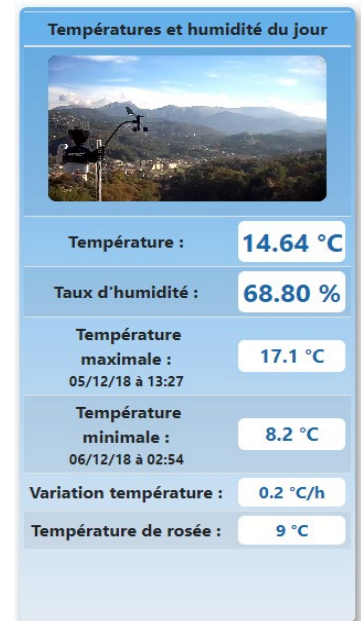 Températures et humidité du jour
Température :
14.64 °C
Taux d'humidité :
68.80 %
Température
maximale :
05/12/18 à 13:27
17.1 °C
Température
minimale :
06/12/18 à 02:54
8.2 °C
Variation température :
0.2 °C/h
Température de rosée :
9 °C